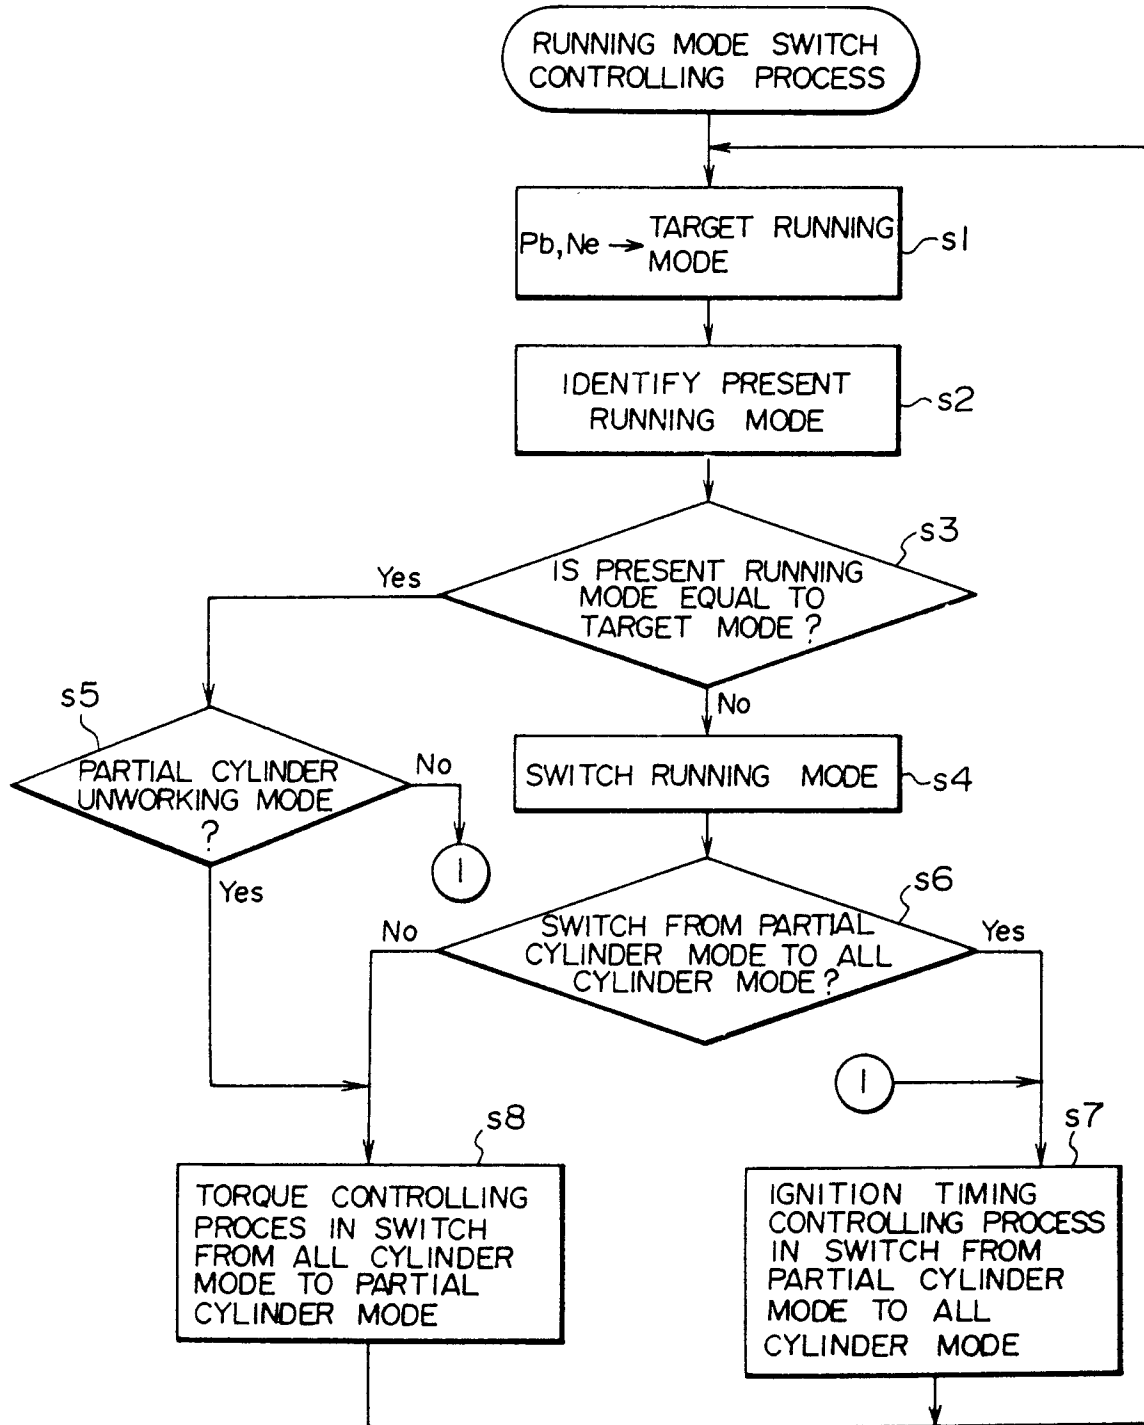 RUNNING MODE SWITCH
CONTROLLING PROCESS
Pb,Ne → TARGET RUNNING
MODE
s1
IDENTIFY PRESENT
RUNNING MODE
s2
s3
IS PRESENT RUNNING
MODE EQUAL TO
TARGET MODE ?
Yes
No
s5
PARTIAL CYLINDER
UNWORKING MODE
?
No
1
Yes
SWITCH RUNNING MODE
s4
s6
SWITCH FROM PARTIAL
CYLINDER MODE TO ALL
CYLINDER MODE ?
No
Yes
1
s8
TORQUE CONTROLLING
PROCES IN SWITCH
FROM ALL CYLINDER
MODE TO PARTIAL
CYLINDER MODE
s7
IGNITION TIMING
CONTROLLING PROCESS
IN SWITCH FROM
PARTIAL CYLINDER
MODE TO ALL
CYLINDER MODE